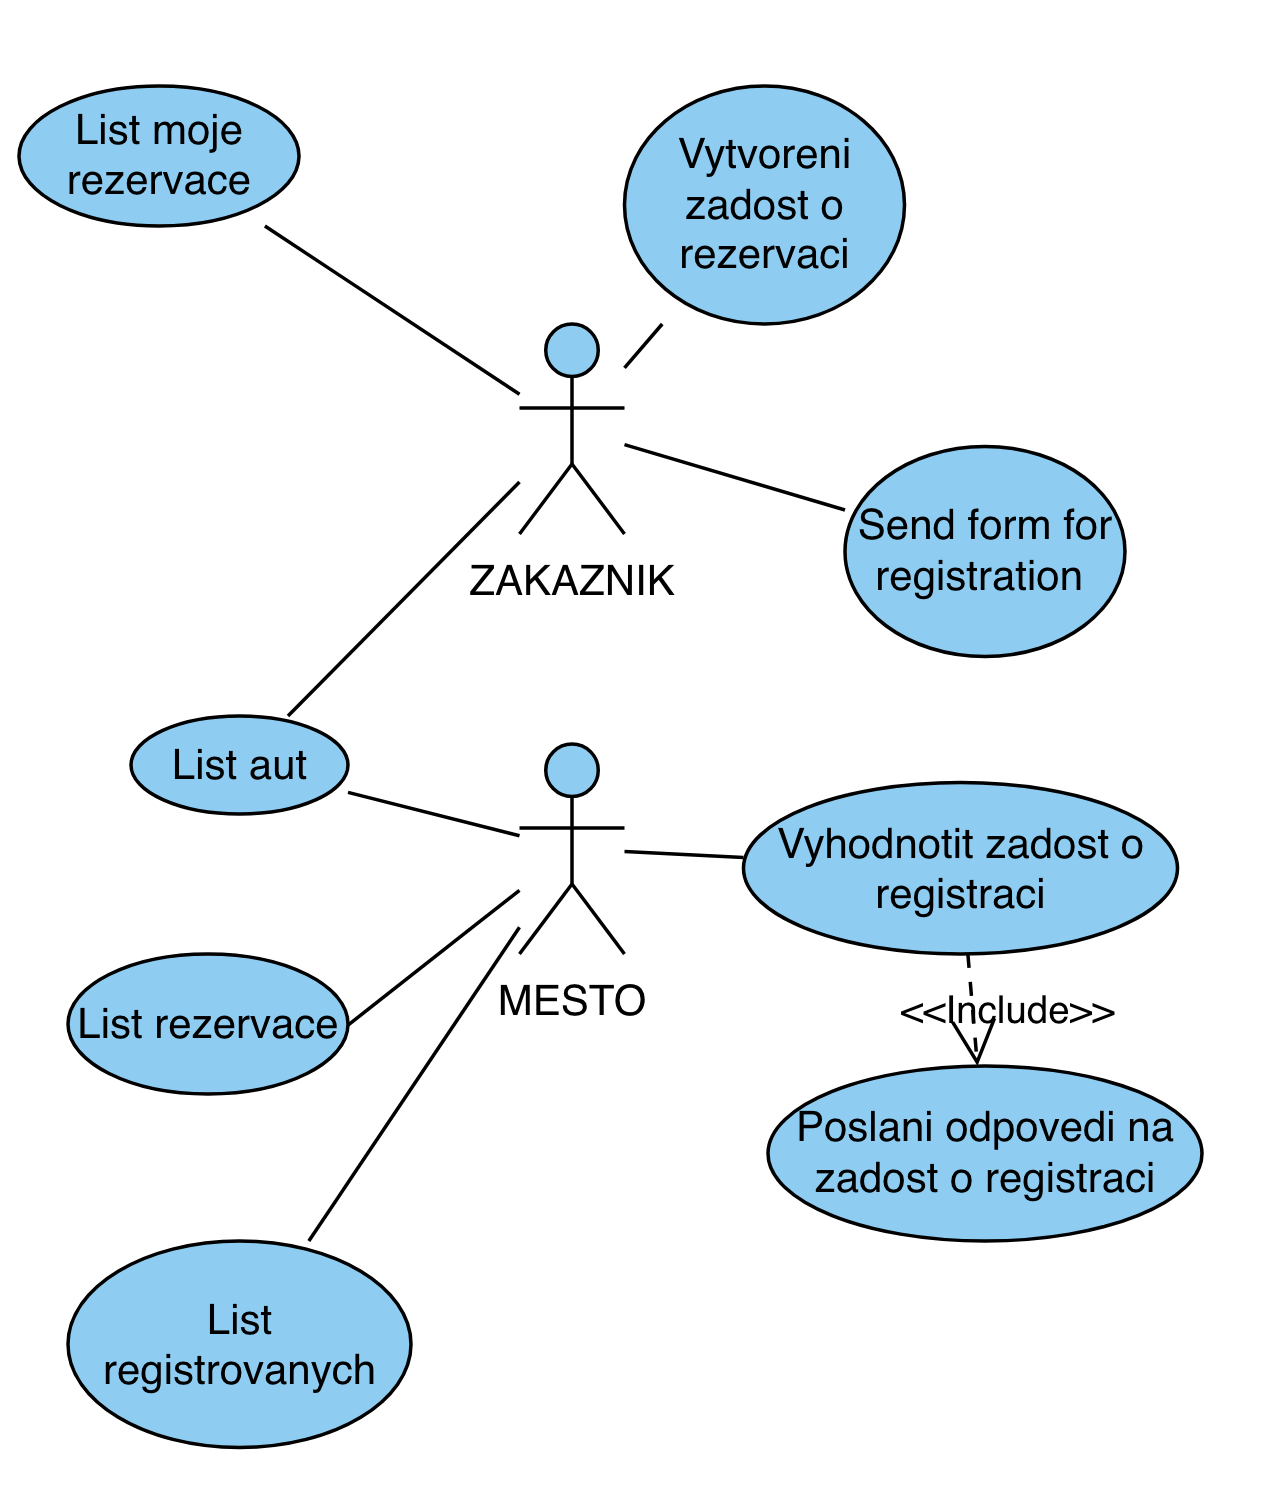 List moje
rezervace
Vytvoreni
zadost o
rezervaci
ZAKAZNIK
Send form for
registration
List aut
MESTO
Vyhodnotit zadost o
registraci
List rezervace
<<Include>>
Poslani odpovedi na
zadost o registraci
List
registrovanych